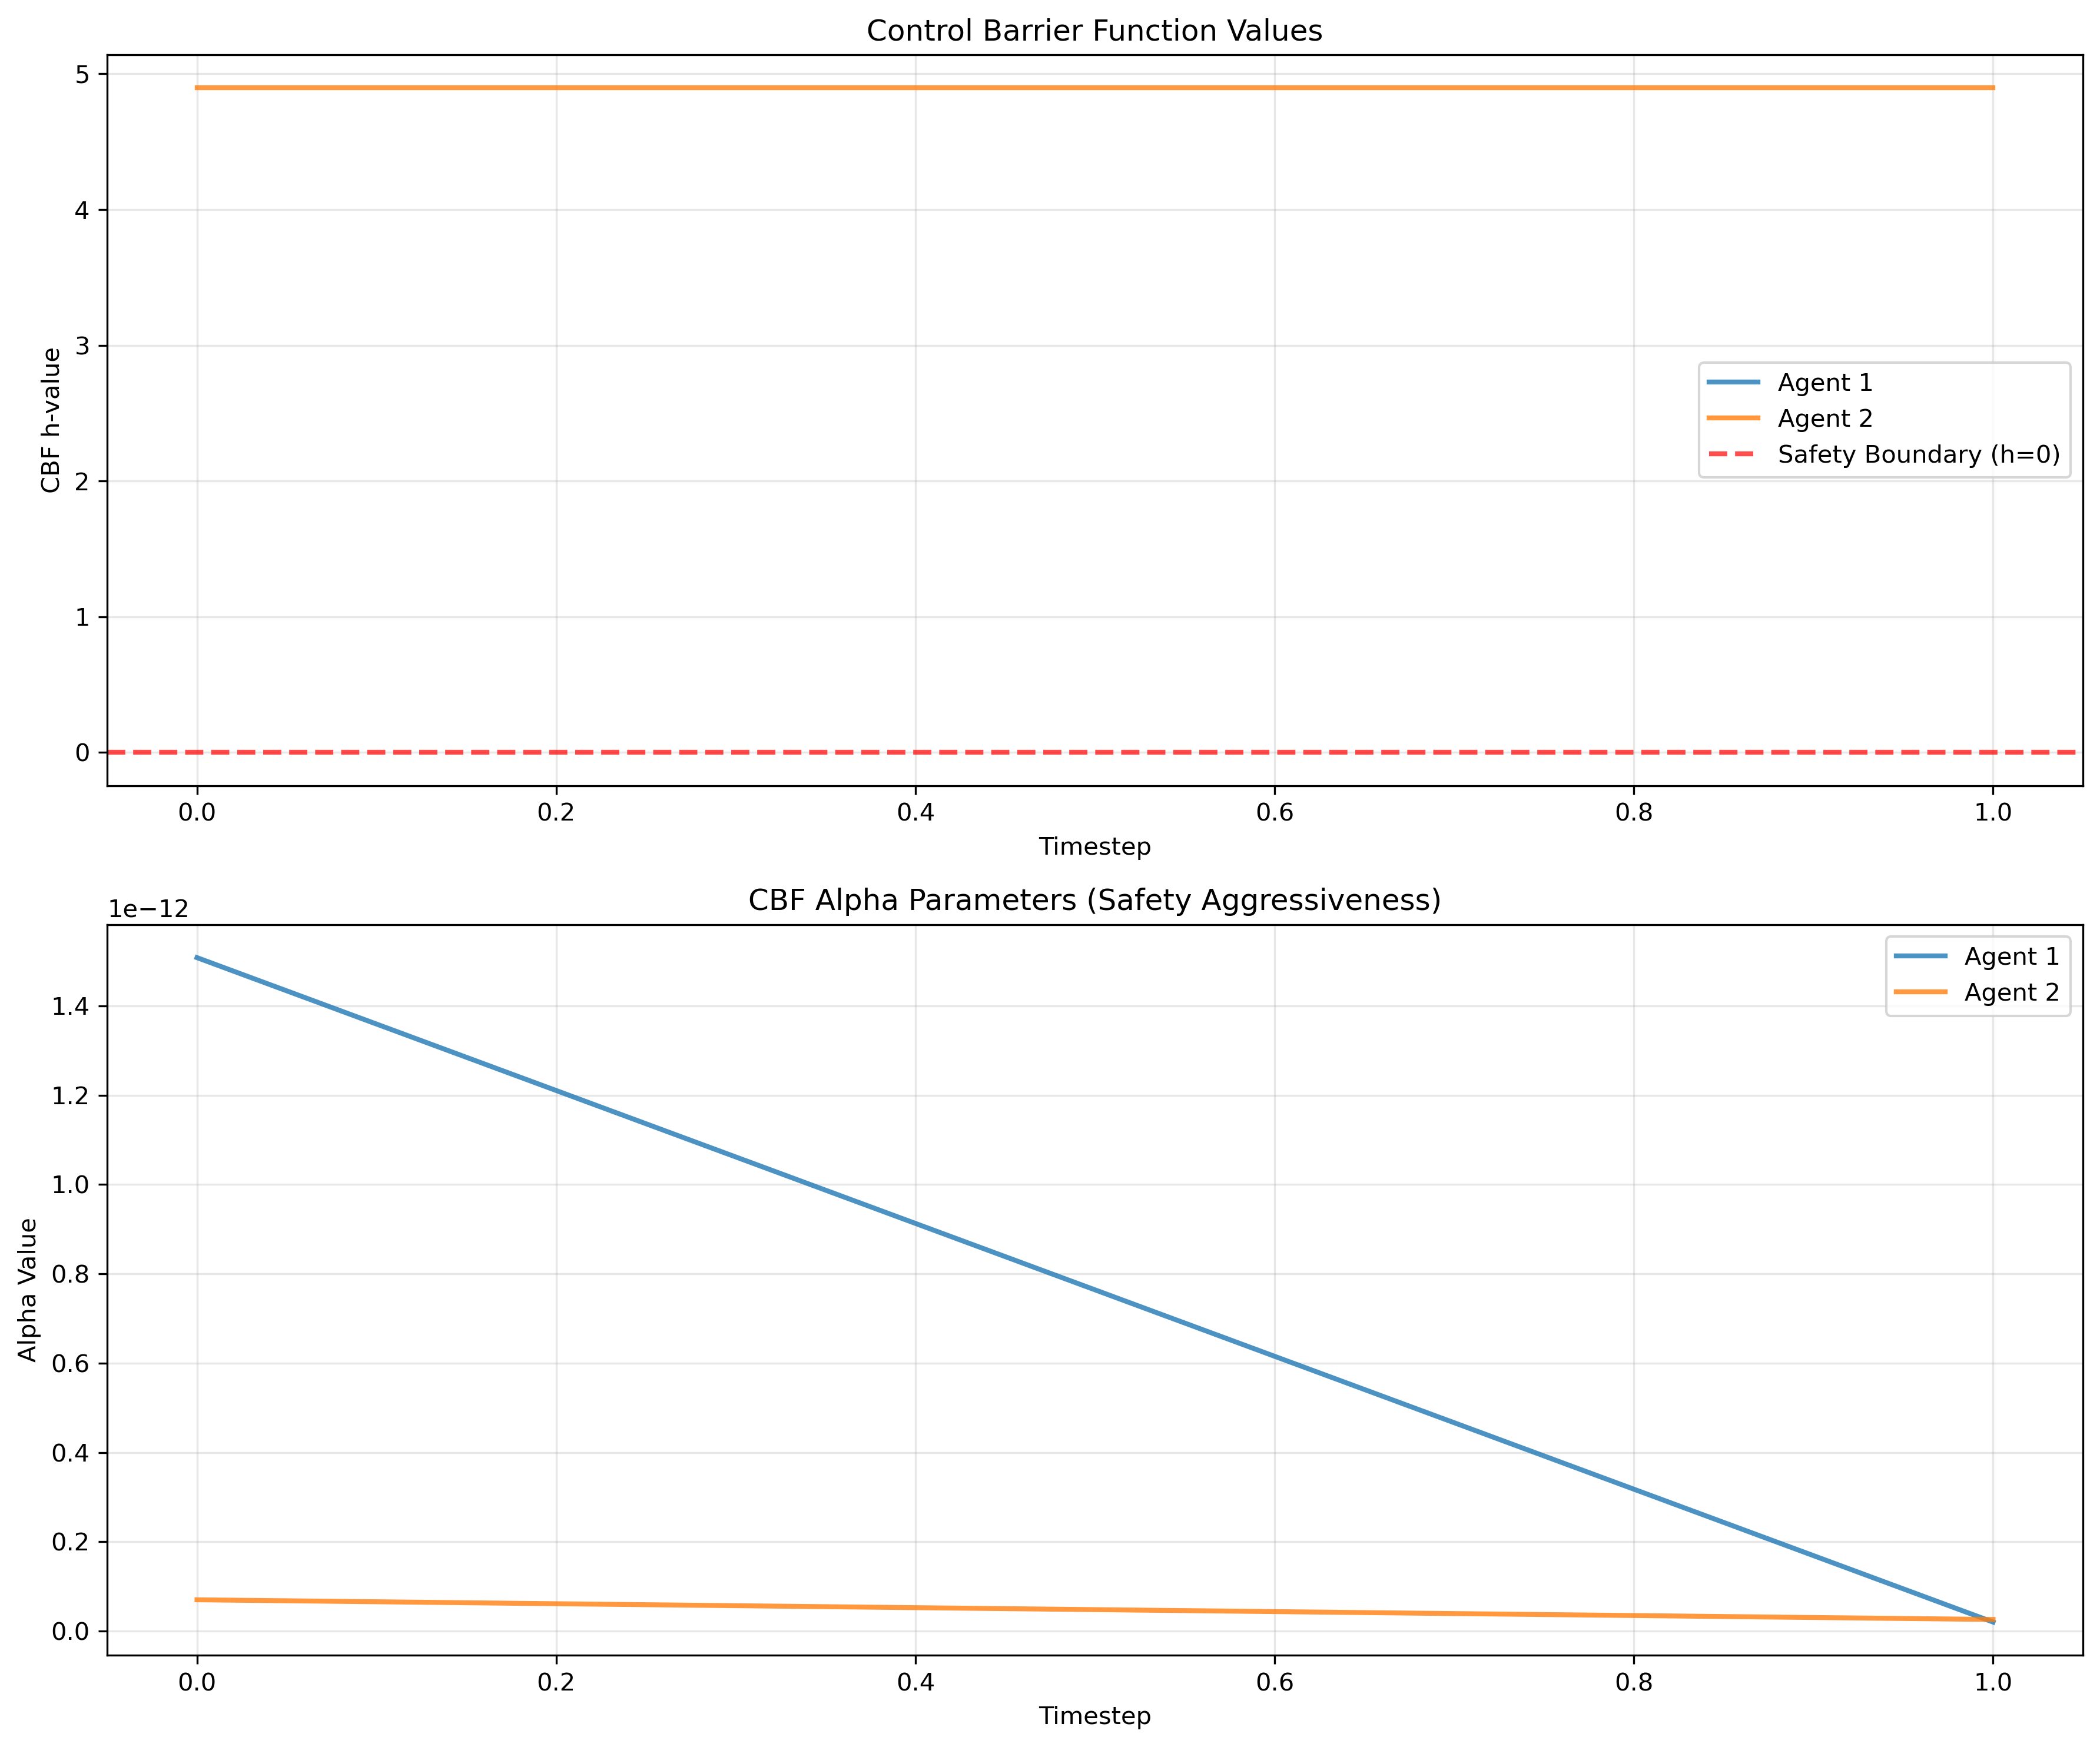 Control Barrier Function Values
5
4
3
2
1
0
CBF h-value
Agent 1
Agent 2
Safety Boundary (h=0)
0.0 0.2 0.4 0.6 0.8 1.0
Timestep
CBF Alpha Parameters (Safety Aggressiveness)
1e−12
Agent 1
Agent 2
1.4
1.2
1.0
0.8
0.6
0.4
0.2
0.0
Alpha Value
0.0 0.2 0.4 0.6 0.8 1.0
Timestep